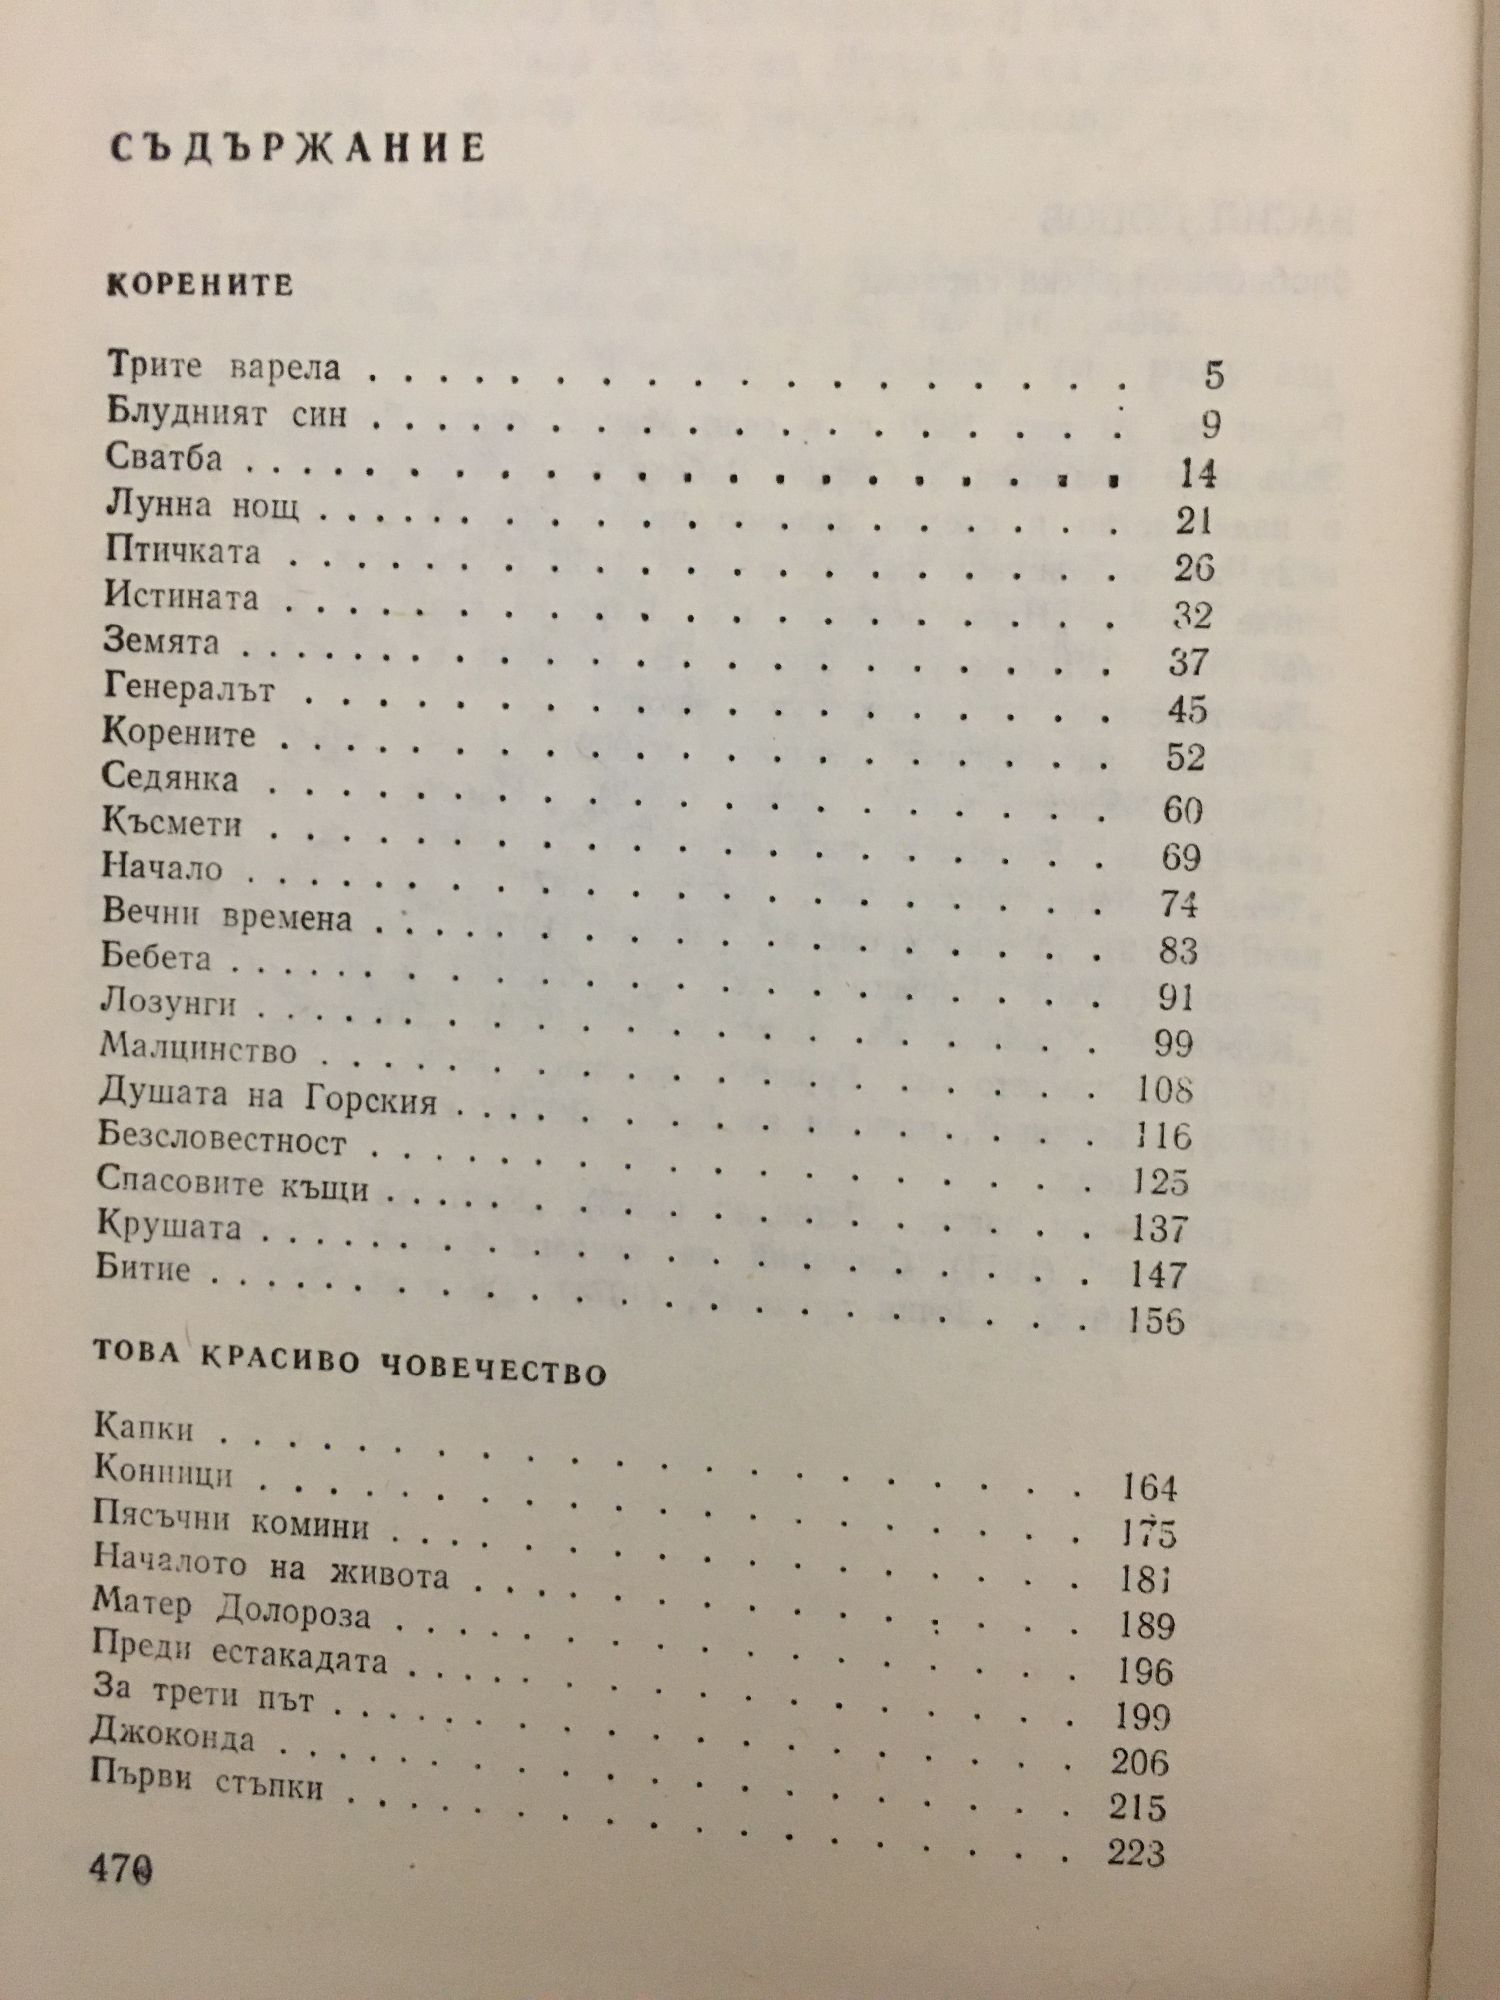 СЪДЪРЖАНИЕ
КОРЕНИТЕ
Трите варела . . . . . . . . . . . . . . . . . . . 5
Блудният син . . . . . . . . . . . . . . . . . . . 9
Сватба . . . . . . . . . . . . . . . . . . . . . . 14
Лунна нощ . . . . . . . . . . . . . . . . . . . . 21
Птичката . . . . . . . . . . . . . . . . . . . . . 26
Истината . . . . . . . . . . . . . . . . . . . . . 32
Земята . . . . . . . . . . . . . . . . . . . . . . 37
Генералът . . . . . . . . . . . . . . . . . . . . 45
Корените . . . . . . . . . . . . . . . . . . . . . 52
Седянка . . . . . . . . . . . . . . . . . . . . . 60
Късмети . . . . . . . . . . . . . . . . . . . . . 69
Начало . . . . . . . . . . . . . . . . . . . . . . 74
Вечни времена . . . . . . . . . . . . . . . . . . 83
Бебета . . . . . . . . . . . . . . . . . . . . . . 91
Лозунги . . . . . . . . . . . . . . . . . . . . . 99
Малцинство . . . . . . . . . . . . . . . . . . . 108
Душата на Горския . . . . . . . . . . . . . . . . 116
Безсловестност . . . . . . . . . . . . . . . . . . 125
Спасовите къщи . . . . . . . . . . . . . . . . . . 137
Крушата . . . . . . . . . . . . . . . . . . . . . 147
Битие . . . . . . . . . . . . . . . . . . . . . . 156
ТОВА КРАСИВО ЧОВЕЧЕСТВО
Капки . . . . . . . . . . . . . . . . . . . . . . 164
Конници . . . . . . . . . . . . . . . . . . . . . 175
Пясъчни комини . . . . . . . . . . . . . . . . . . 181
Началото на живота . . . . . . . . . . . . . . . . 189
Матер Долороза . . . . . . . . . . . . . . . . . . 196
Преди естакадата . . . . . . . . . . . . . . . . . 199
За трети път . . . . . . . . . . . . . . . . . . . 206
Джоконда . . . . . . . . . . . . . . . . . . . . . 215
Първи стъпки . . . . . . . . . . . . . . . . . . . 223
470